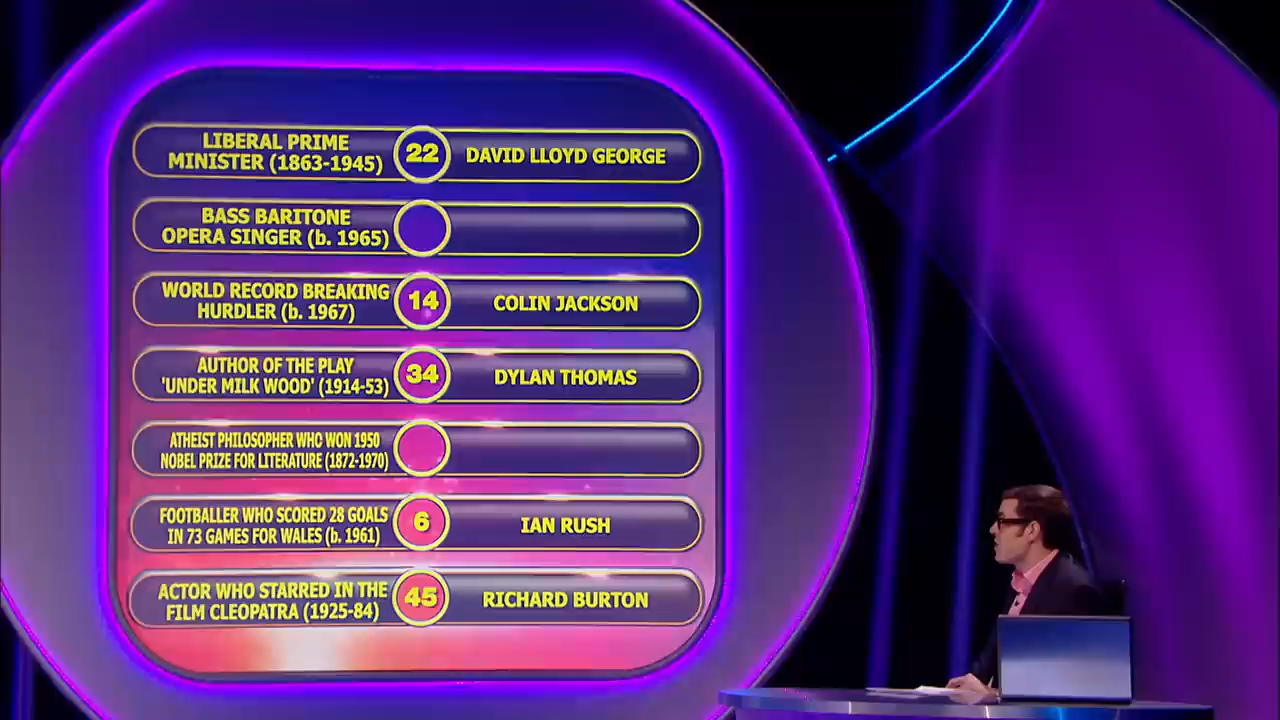 LIBERAL PRIME
MINISTER (1863-1945)
22
DAVID LLOYD GEORGE
BASS BARITONE
OPERA SINGER (b. 1965)
WORLD RECORD BREAKING
HURDLER (b. 1967)
14
COLIN JACKSON
AUTHOR OF THE PLAY
'UNDER MILK WOOD' (1914-53)
34
DYLAN THOMAS
ATHEIST PHILOSOPHER WHO WON 1950
NOBEL PRIZE FOR LITERATURE (1872-1970)
FOOTBALLER WHO SCORED 28 GOALS
IN 73 GAMES FOR WALES (b. 1961)
6
IAN RUSH
ACTOR WHO STARRED IN THE
FILM CLEOPATRA (1925-84)
45
RICHARD BURTON